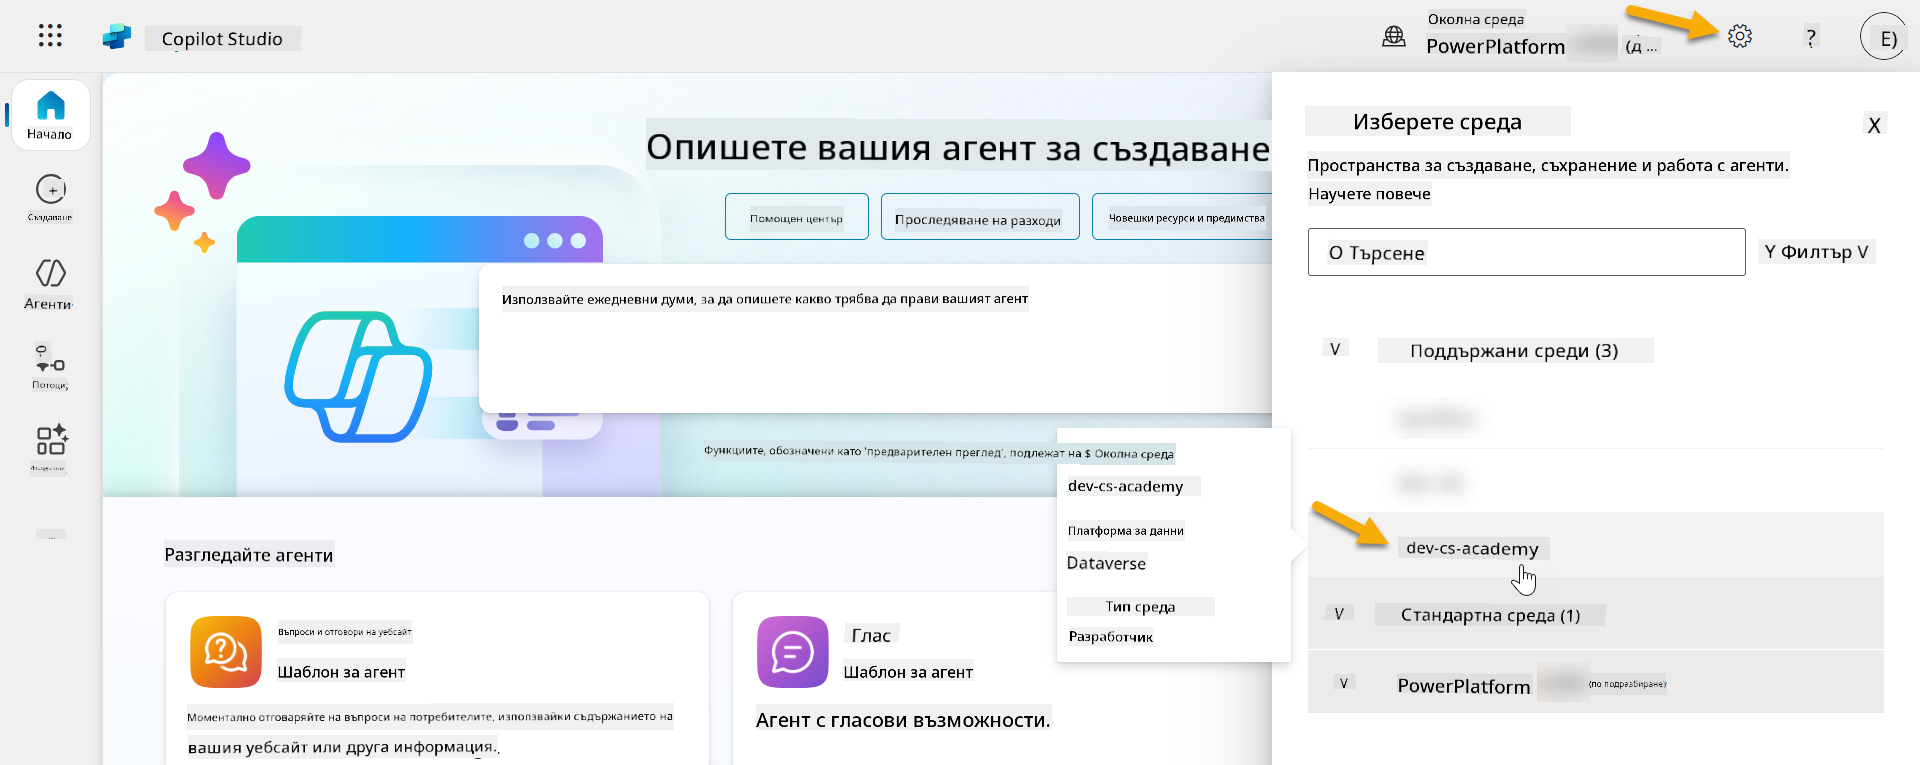 Copilot Studio
Околна среда
PowerPlatform
(д ...
?
E)
Начало
Създаване
Агенти
Потоци,
Опишете вашия агент за създаване
Помощен център
Проследяване на разходи
Човешки ресурси и предимства
Използвайте ежедневни думи, за да опишете какво трябва да прави вашият агент
Функциите, обозначени като 'предварителен преглед', подлежат на $ Околна среда
dev-cs-academy
Платформа за данни
Dataverse
Тип среда
Разработчик
Разгледайте агенти
Въпроси и отговори на уебсайт
Шаблон за агент
Моментално отговаряйте на въпроси на потребителите, използвайки съдържанието на
вашия уебсайт или друга информация.
Глас
Шаблон за агент
Агент с гласови възможности.
Изберете среда
X
Пространства за създаване, съхранение и работа с агенти.
Научете повече
О Търсене
Y Филтър V
V
Поддържани среди (3)
dev-cs-academy
V
Стандартна среда (1)
V
PowerPlatform
(по подразбиране)